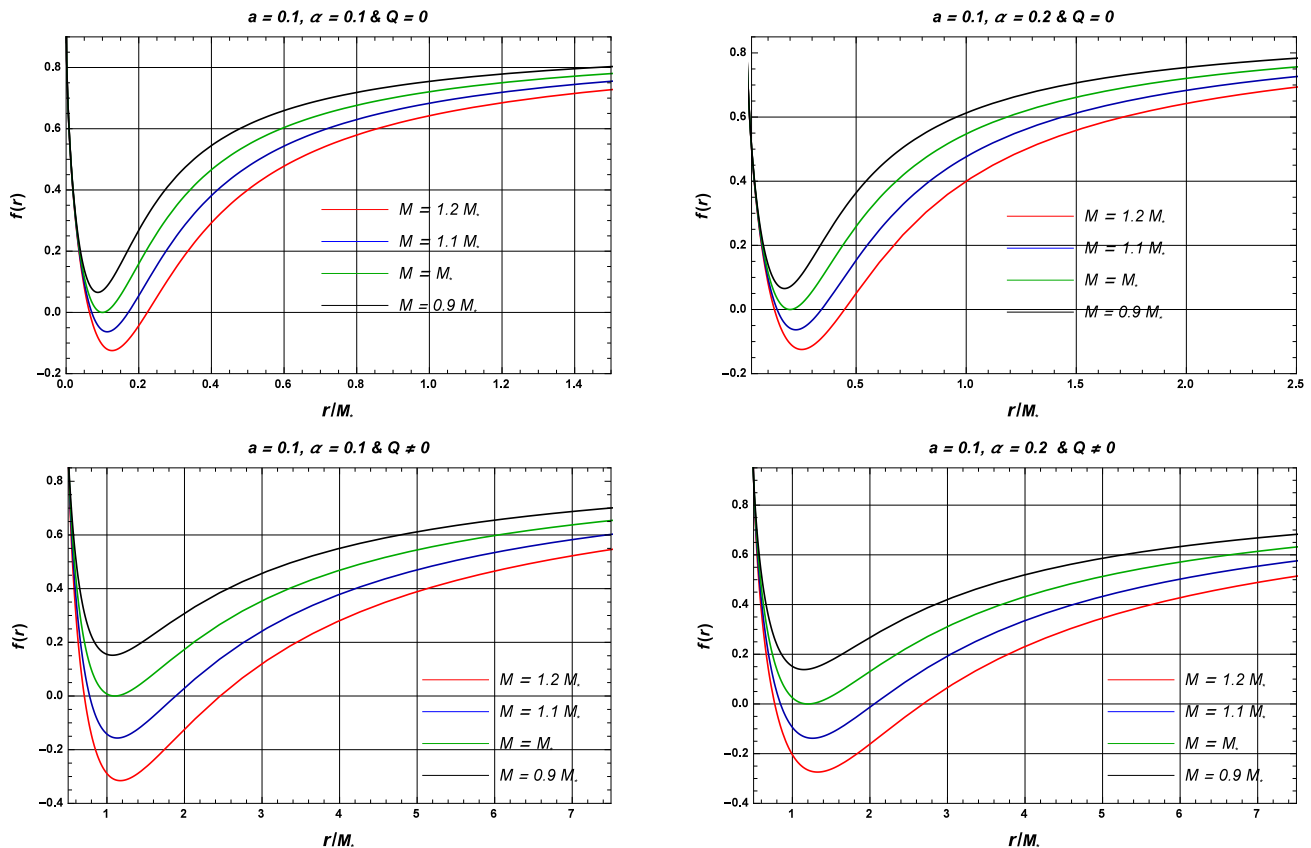 a = 0.1, α = 0.1 & Q = 0
f(r)
0.8
0.6
0.4
0.2
0.0
−0.2
M = 1.2 M.
M = 1.1 M.
M = M.
M = 0.9 M.
0.0 0.2 0.4 0.6 0.8 1.0 1.2 1.4
r/M.
a = 0.1, α = 0.2 & Q = 0
f(r)
0.8
0.6
0.4
0.2
0.0
−0.2
M = 1.2 M.
M = 1.1 M.
M = M.
M = 0.9 M.
0.5 1.0 1.5 2.0 2.5
r/M.
a = 0.1, α = 0.1 & Q ≠ 0
f(r)
0.8
0.6
0.4
0.2
0.0
−0.2
−0.4
M = 1.2 M.
M = 1.1 M.
M = M.
M = 0.9 M.
1 2 3 4 5 6 7
r/M.
a = 0.1, α = 0.2 & Q ≠ 0
f(r)
0.8
0.6
0.4
0.2
0.0
−0.2
−0.4
M = 1.2 M.
M = 1.1 M.
M = M.
M = 0.9 M.
1 2 3 4 5 6 7
r/M.